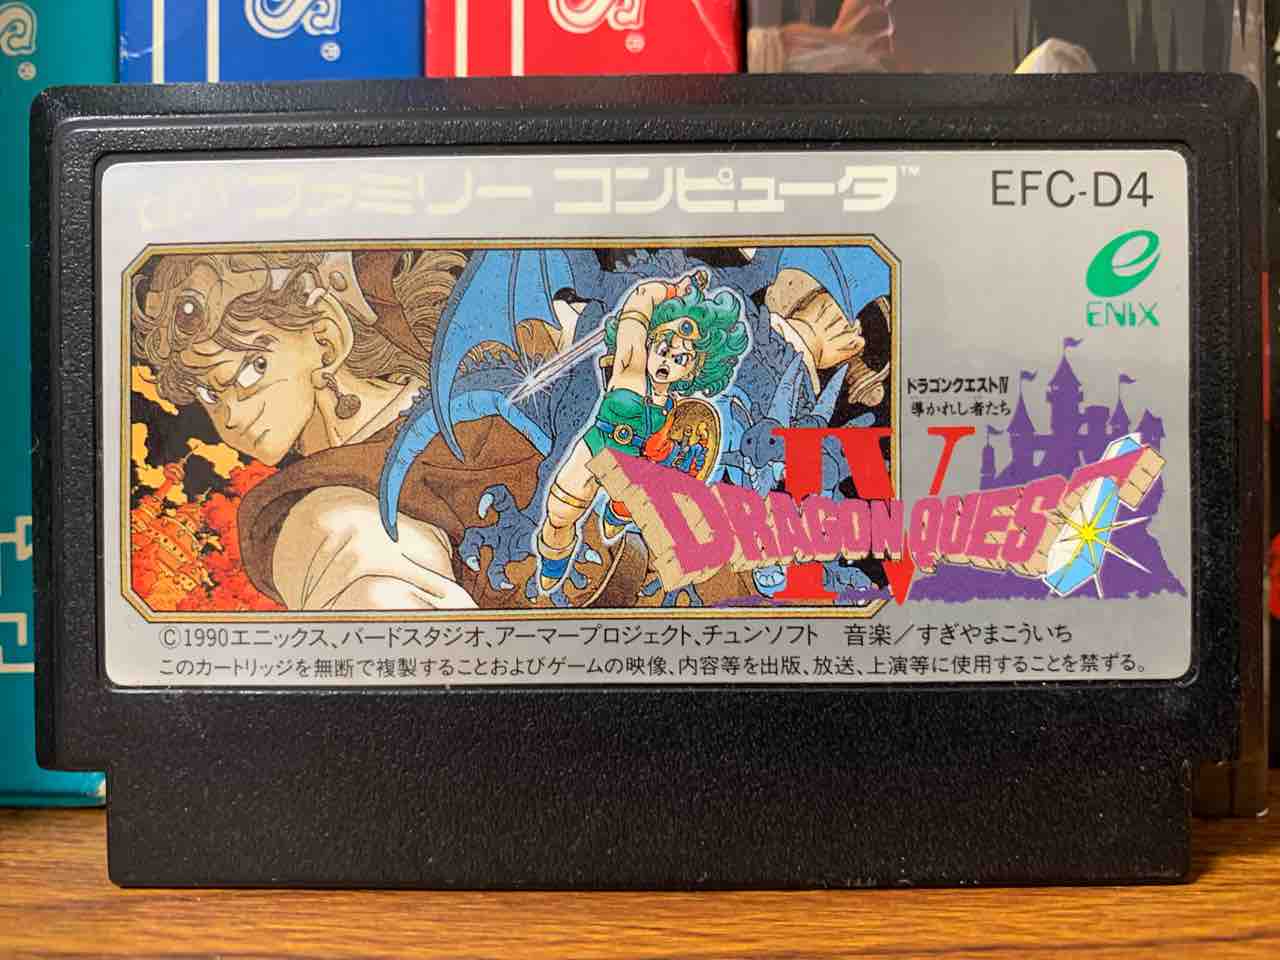 ファミリー コンピュータ™
EFC-D4
ENIX
ドラゴンクエストIV
導かれし者たち
IV
DRAGON QUEST
©1990エニックス、バードスタジオ、アーマープロジェクト、チュンソフト 音楽/すぎやまこういち
このカートリッジを無断で複製することおよびゲームの映像、内容等を出版、放送、上演等に使用することを禁ずる。